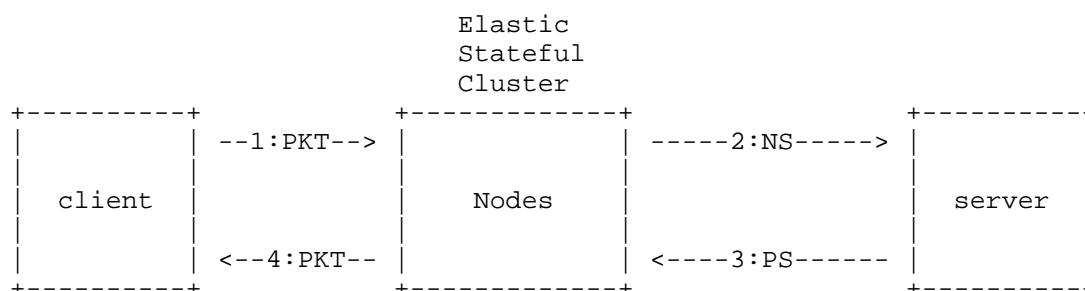 Elastic
Stateful
Cluster
+----------+ +-------------+ +-----------
| | --1:PKT--> | | -----2:NS-----> |
| | | | |
| client | | Nodes | | server
| | | | |
| | <--4:PKT-- | | <----3:PS------ |
+----------+ +-------------+ +-----------